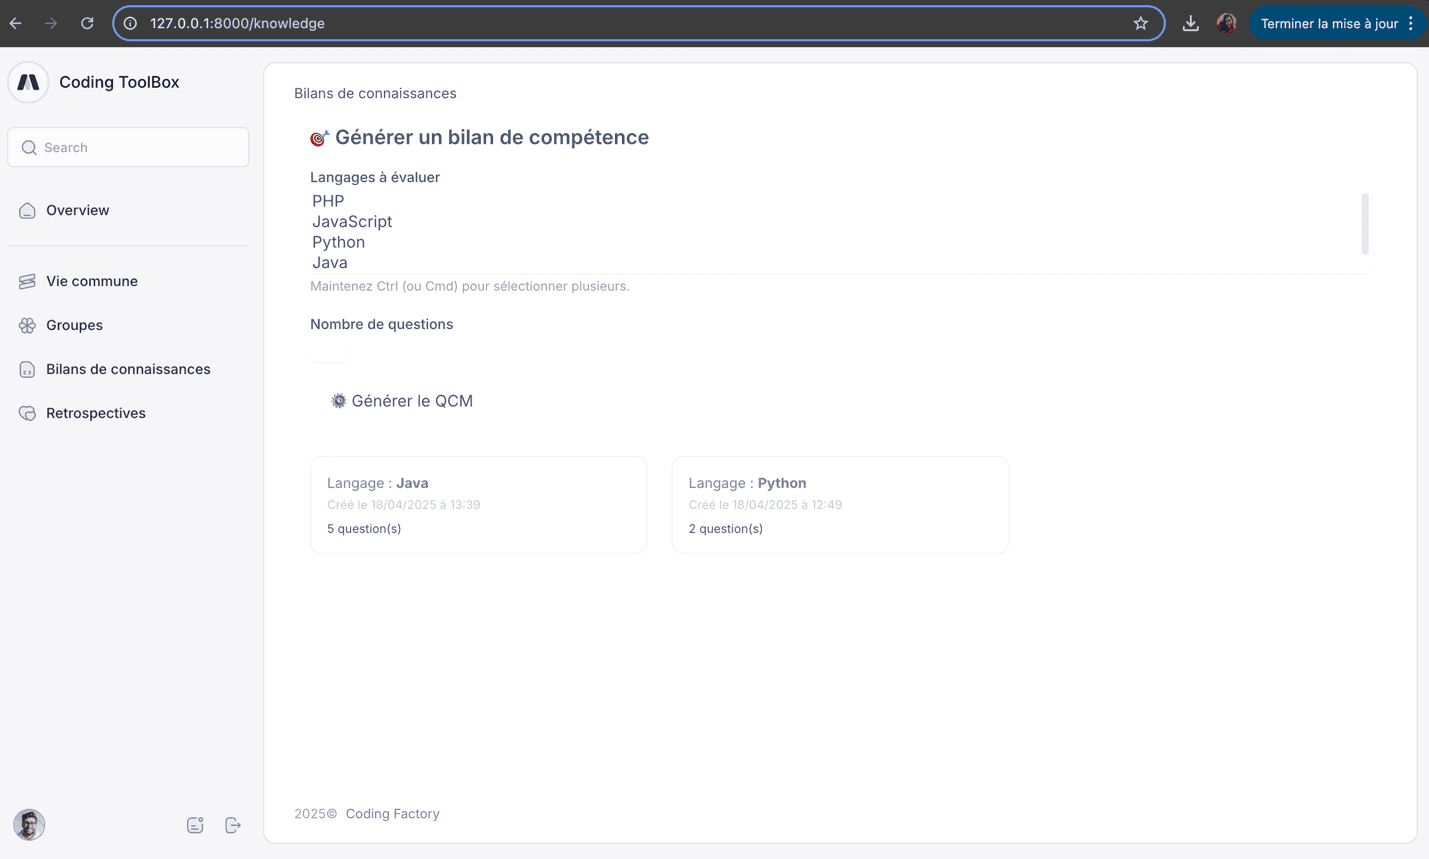 127.0.0.1:8000/knowledge
Terminer la mise à jour
Coding ToolBox
Search
Overview
Vie commune
Groupes
Bilans de connaissances
Retrospectives
Bilans de connaissances
🎯 Générer un bilan de compétence
Langages à évaluer
PHP
JavaScript
Python
Java
Maintenez Ctrl (ou Cmd) pour sélectionner plusieurs.
Nombre de questions
⚙️ Générer le QCM
Langage : Java
Créé le 18/04/2025 à 13:39
5 question(s)
Langage : Python
Créé le 18/04/2025 à 12:49
2 question(s)
2025© Coding Factory